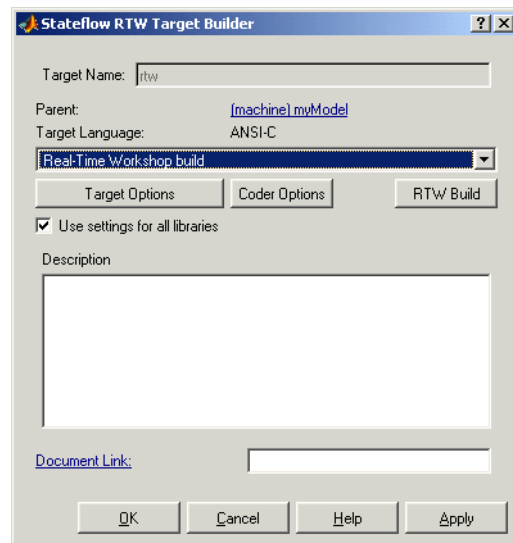 Stateflow RTW Target Builder
Target Name: rtw
Parent: (machine) myModel
Target Language: ANSI-C
Real-Time Workshop build
Target Options Coder Options RTW Build
Use settings for all libraries
Description
Document Link:
OK Cancel Help Apply